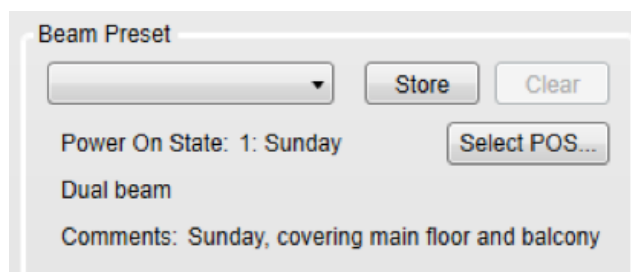 Beam Preset
Store Clear
Power On State: 1: Sunday Select POS...
Dual beam
Comments: Sunday, covering main floor and balcony